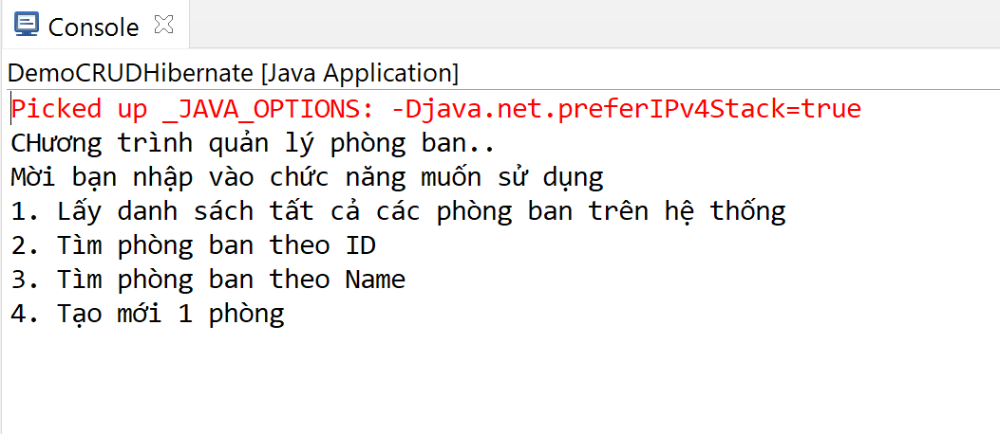 Console
DemoCRUDHibernate [Java Application]
Picked up _JAVA_OPTIONS: -Djava.net.preferIPv4Stack=true
CHương trình quản lý phòng ban..
Mời bạn nhập vào chức năng muốn sử dụng
1. Lấy danh sách tất cả các phòng ban trên hệ thống
2. Tìm phòng ban theo ID
3. Tìm phòng ban theo Name
4. Tạo mới 1 phòng